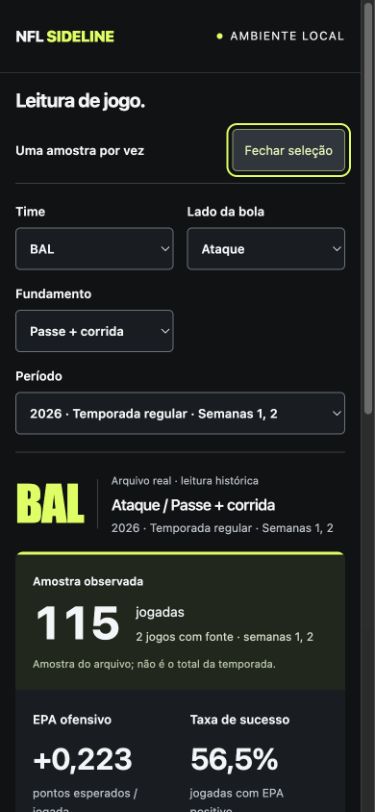 NFL SIDELINE
AMBIENTE LOCAL
Leitura de jogo.
Uma amostra por vez
Fechar seleção
Time
Lado da bola
BAL
Ataque
Fundamento
Passe + corrida
Período
2026 · Temporada regular · Semanas 1, 2
BAL
Arquivo real · leitura histórica
Ataque / Passe + corrida
2026 · Temporada regular · Semanas 1, 2
Amostra observada
115
jogadas
2 jogos com fonte · semanas 1, 2
Amostra do arquivo; não é o total da temporada.
EPA ofensivo
Taxa de sucesso
+0,223
56,5%
pontos esperados /
jogada
jogadas com EPA
positivo